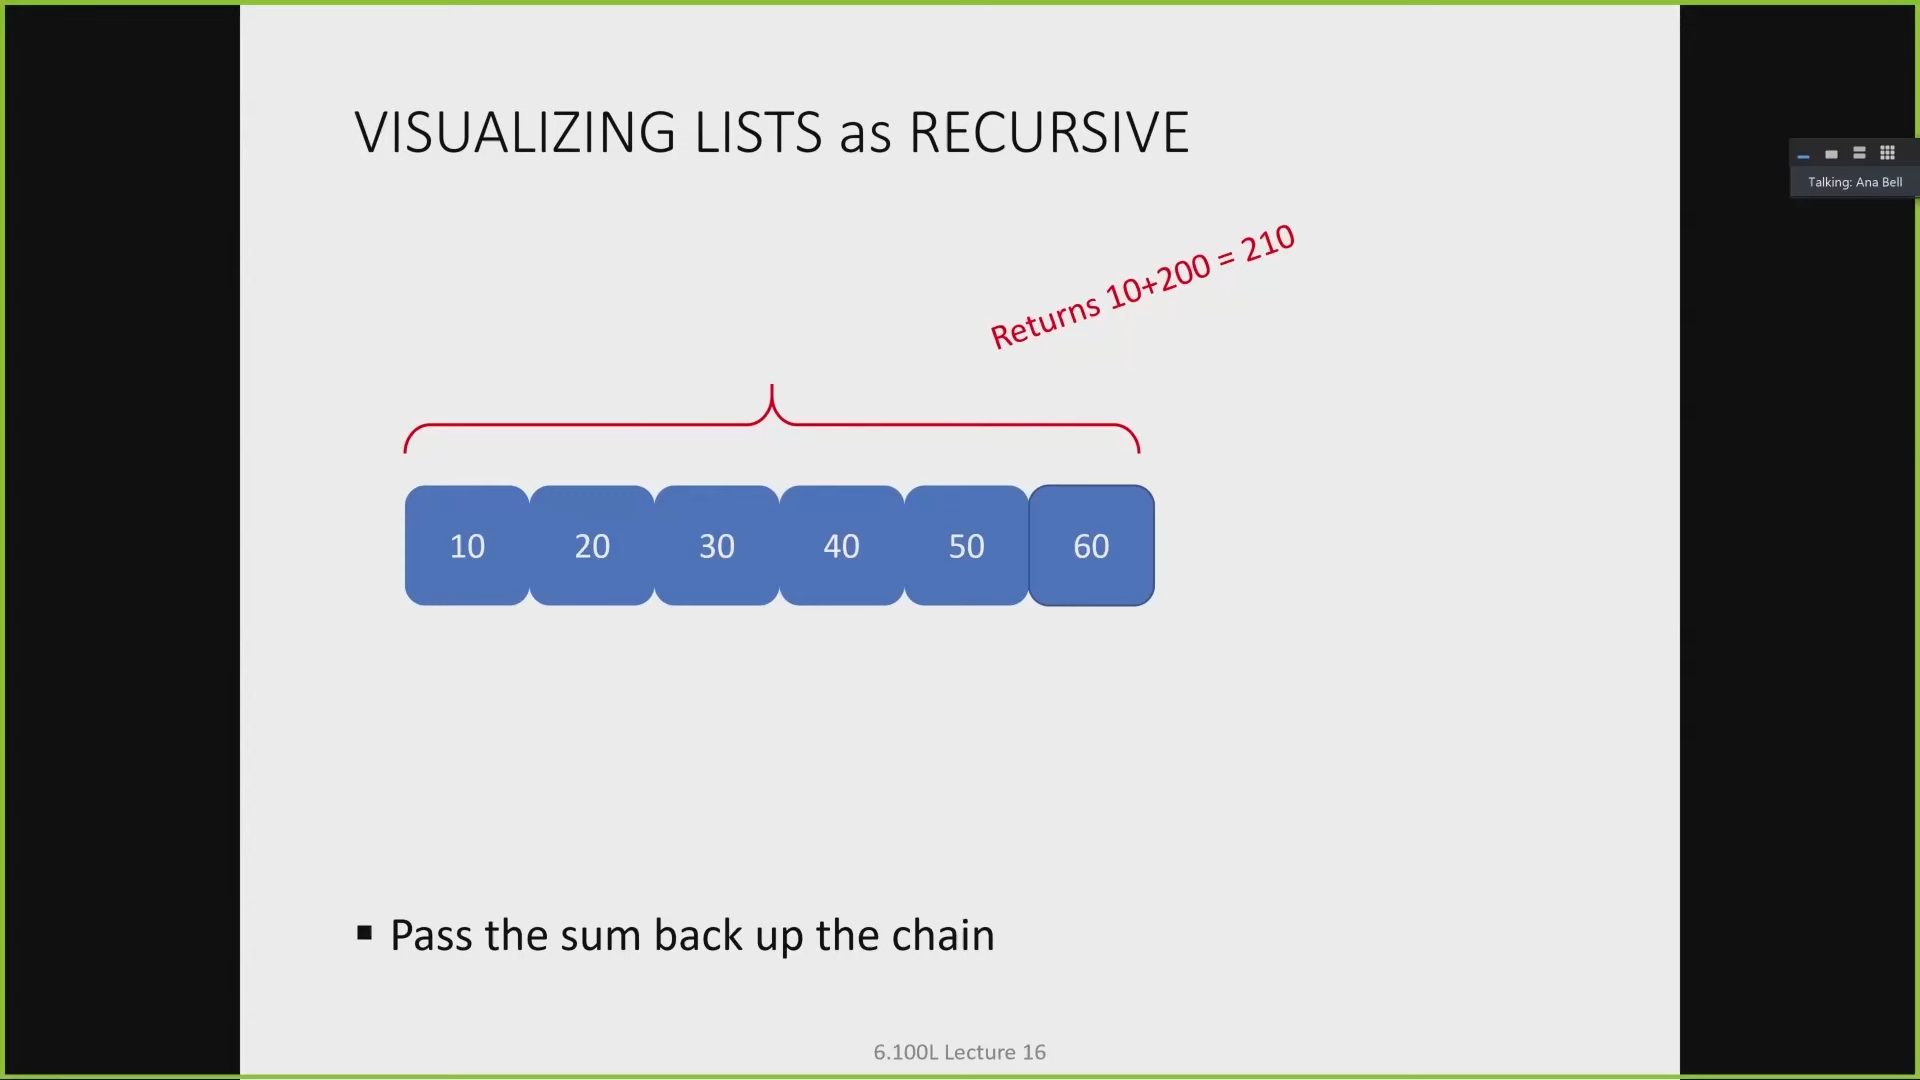 VISUALIZING LISTS as RECURSIVE
Talking: Ana Bell
Returns 10+200 = 210
10 20 30 40 50 60
▪ Pass the sum back up the chain
6.100L Lecture 16